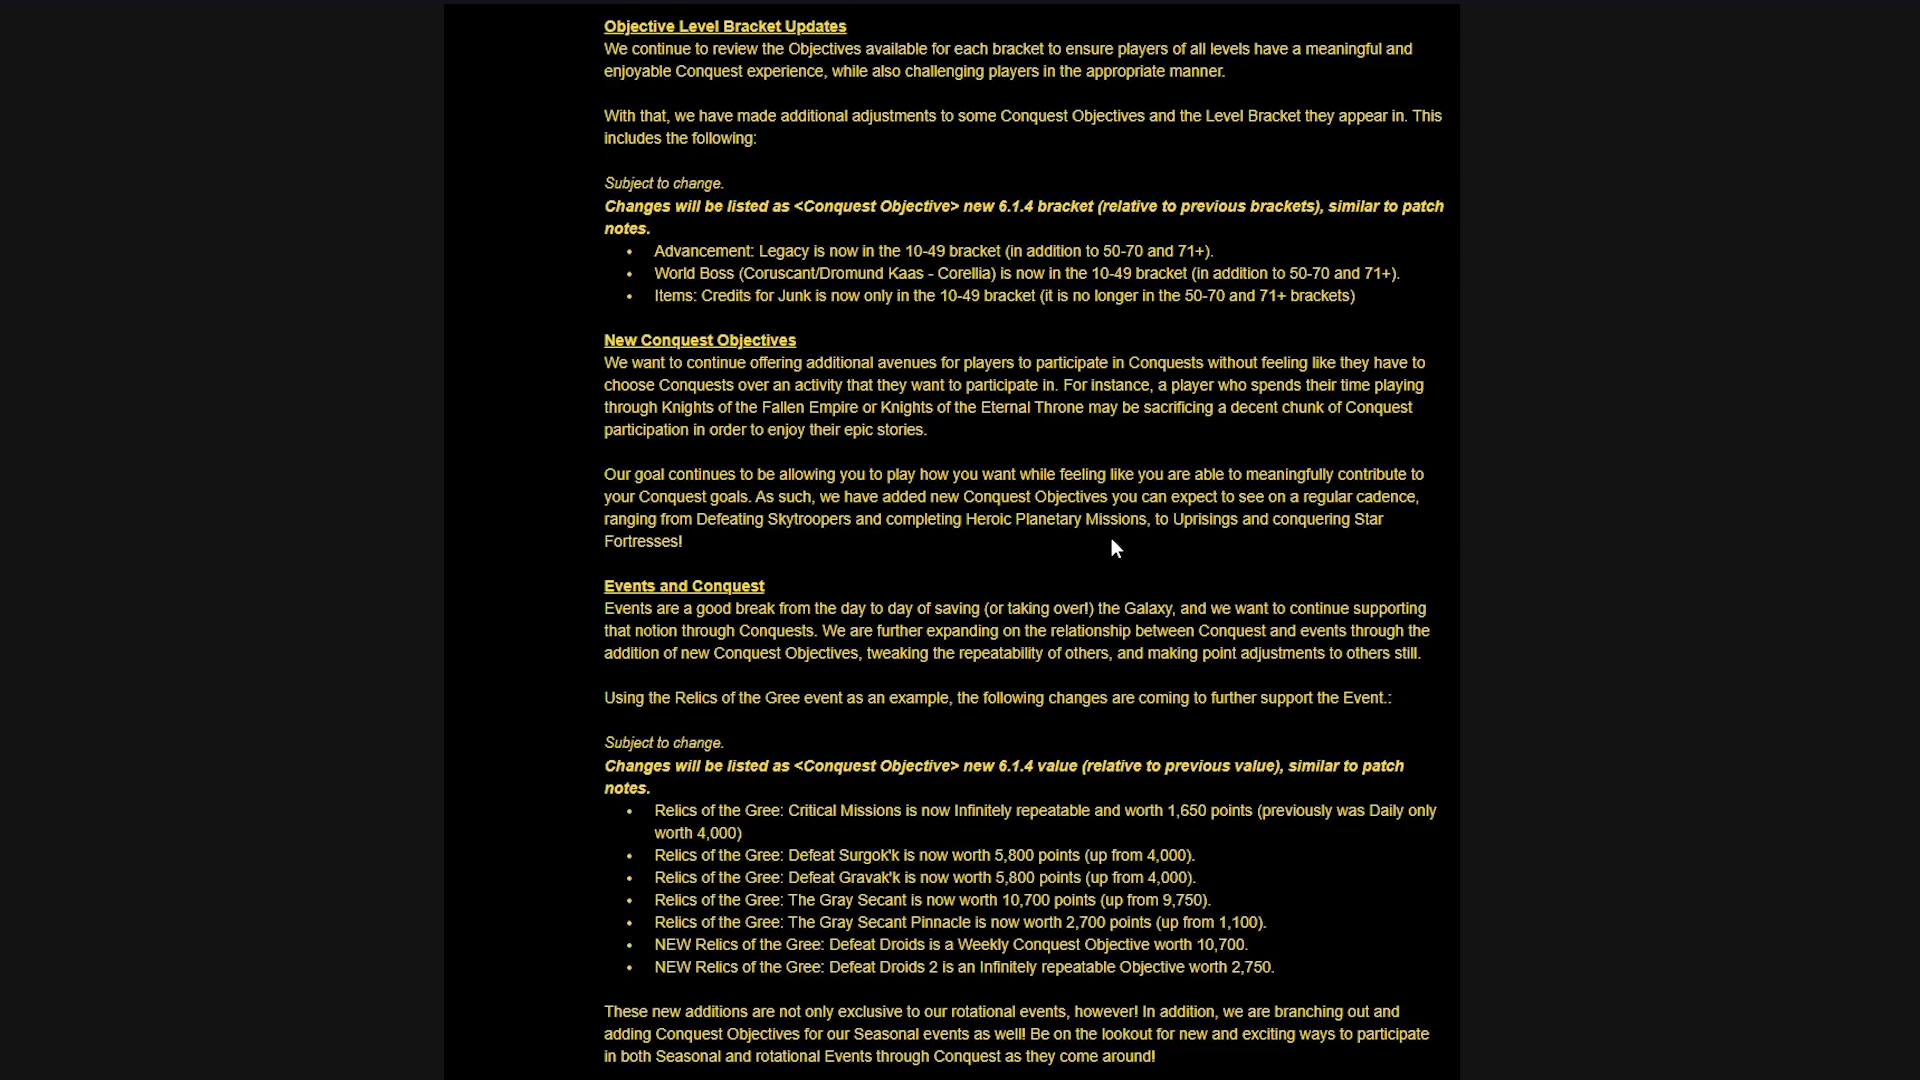 Objective Level Bracket Updates
We continue to review the Objectives available for each bracket to ensure players of all levels have a meaningful and
enjoyable Conquest experience, while also challenging players in the appropriate manner.
With that, we have made additional adjustments to some Conquest Objectives and the Level Bracket they appear in. This
includes the following:
Subject to change.
Changes will be listed as <Conquest Objective> new 6.1.4 bracket (relative to previous brackets), similar to patch
notes.
• Advancement: Legacy is now in the 10-49 bracket (in addition to 50-70 and 71+).
• World Boss (Coruscant/Dromund Kaas - Corellia) is now in the 10-49 bracket (in addition to 50-70 and 71+).
• Items: Credits for Junk is now only in the 10-49 bracket (it is no longer in the 50-70 and 71+ brackets)
New Conquest Objectives
We want to continue offering additional avenues for players to participate in Conquests without feeling like they have to
choose Conquests over an activity that they want to participate in. For instance, a player who spends their time playing
through Knights of the Fallen Empire or Knights of the Eternal Throne may be sacrificing a decent chunk of Conquest
participation in order to enjoy their epic stories.
Our goal continues to be allowing you to play how you want while feeling like you are able to meaningfully contribute to
your Conquest goals. As such, we have added new Conquest Objectives you can expect to see on a regular cadence,
ranging from Defeating Skytroopers and completing Heroic Planetary Missions, to Uprisings and conquering Star
Fortresses!
Events and Conquest
Events are a good break from the day to day of saving (or taking over!) the Galaxy, and we want to continue supporting
that notion through Conquests. We are further expanding on the relationship between Conquest and events through the
addition of new Conquest Objectives, tweaking the repeatability of others, and making point adjustments to others still.
Using the Relics of the Gree event as an example, the following changes are coming to further support the Event.:
Subject to change.
Changes will be listed as <Conquest Objective> new 6.1.4 value (relative to previous value), similar to patch
notes.
• Relics of the Gree: Critical Missions is now Infinitely repeatable and worth 1,650 points (previously was Daily only
worth 4,000)
• Relics of the Gree: Defeat Surgok'k is now worth 5,800 points (up from 4,000).
• Relics of the Gree: Defeat Gravak'k is now worth 5,800 points (up from 4,000).
• Relics of the Gree: The Gray Secant is now worth 10,700 points (up from 9,750).
• Relics of the Gree: The Gray Secant Pinnacle is now worth 2,700 points (up from 1,100).
• NEW Relics of the Gree: Defeat Droids is a Weekly Conquest Objective worth 10,700.
• NEW Relics of the Gree: Defeat Droids 2 is an Infinitely repeatable Objective worth 2,750.
These new additions are not only exclusive to our rotational events, however! In addition, we are branching out and
adding Conquest Objectives for our Seasonal events as well! Be on the lookout for new and exciting ways to participate
in both Seasonal and rotational Events through Conquest as they come around!